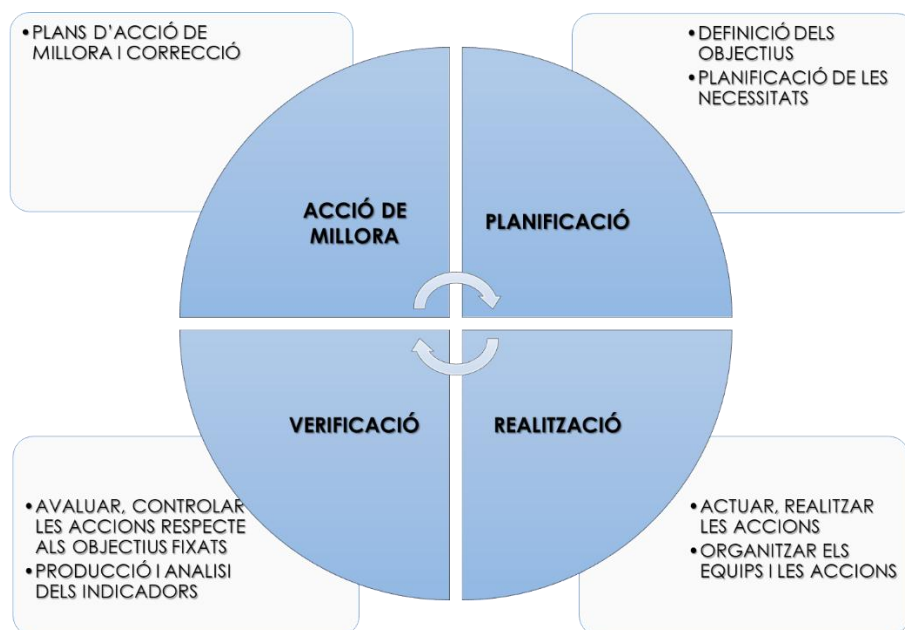 •PLANS D'ACCIÓ DE
MILLORA I CORRECCIÓ
•DEFINICIÓ DELS
OBJECTIUS
•PLANIFICACIÓ DE LES
NECESSITATS
ACCIÓ DE
MILLORA
PLANIFICACIÓ
VERIFICACIÓ
REALITZACIÓ
•AVALUAR, CONTROLAR
LES ACCIONS RESPECTE
ALS OBJECTIUS FIXATS
•PRODUCCIÓ I ANALISI
DELS INDICADORS
•ACTUAR, REALITZAR
LES ACCIONS
•ORGANITZAR ELS
EQUIPS I LES ACCIONS